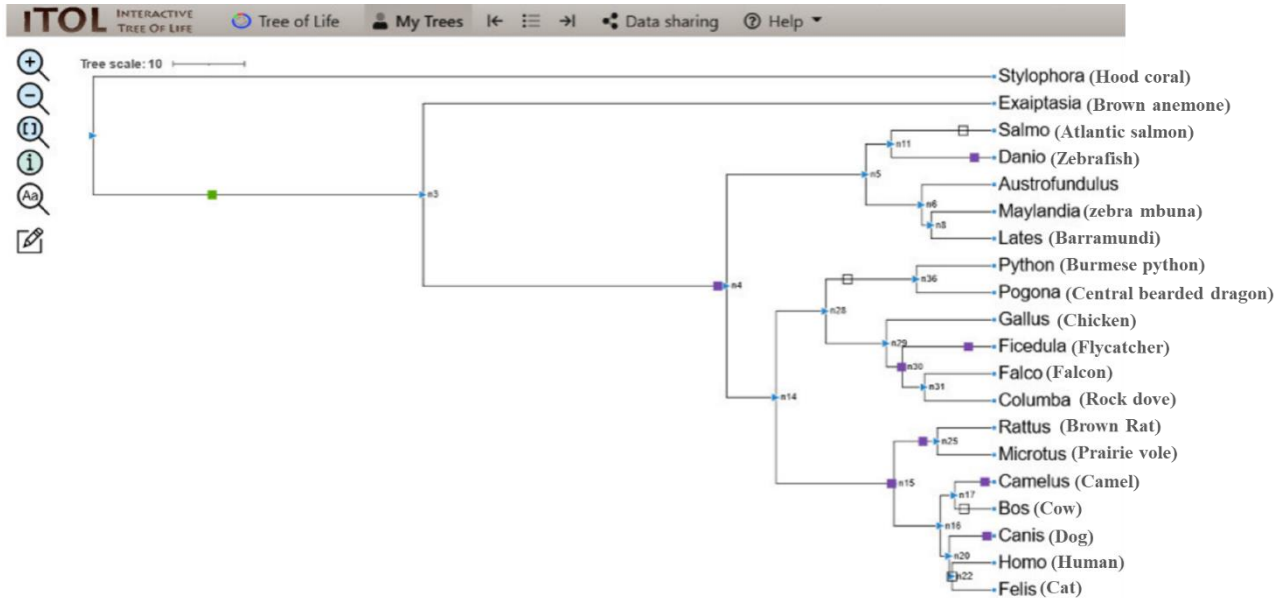 iTOL INTERACTIVE TREE OF LIFE Tree of Life My Trees Data sharing Help
Tree scale: 10
Aa
Stylophora (Hood coral)
Exaiptasia (Brown anemone)
Salmo (Atlantic salmon)
n11
Danio (Zebrafish)
n5
Austrofundulus
n3
n6
Maylandia (zebra mbuna)
n8
Lates (Barramundi)
Python (Burmese python)
n36
n4
Pogona (Central bearded dragon)
n28
Gallus (Chicken)
n29
Ficedula (Flycatcher)
n30
Falco (Falcon)
n31
n14
Columba (Rock dove)
Rattus (Brown Rat)
n25
Microtus (Prairie vole)
n15
Camelus (Camel)
n17
Bos (Cow)
n16
Canis (Dog)
n20
Homo (Human)
n22
Felis (Cat)